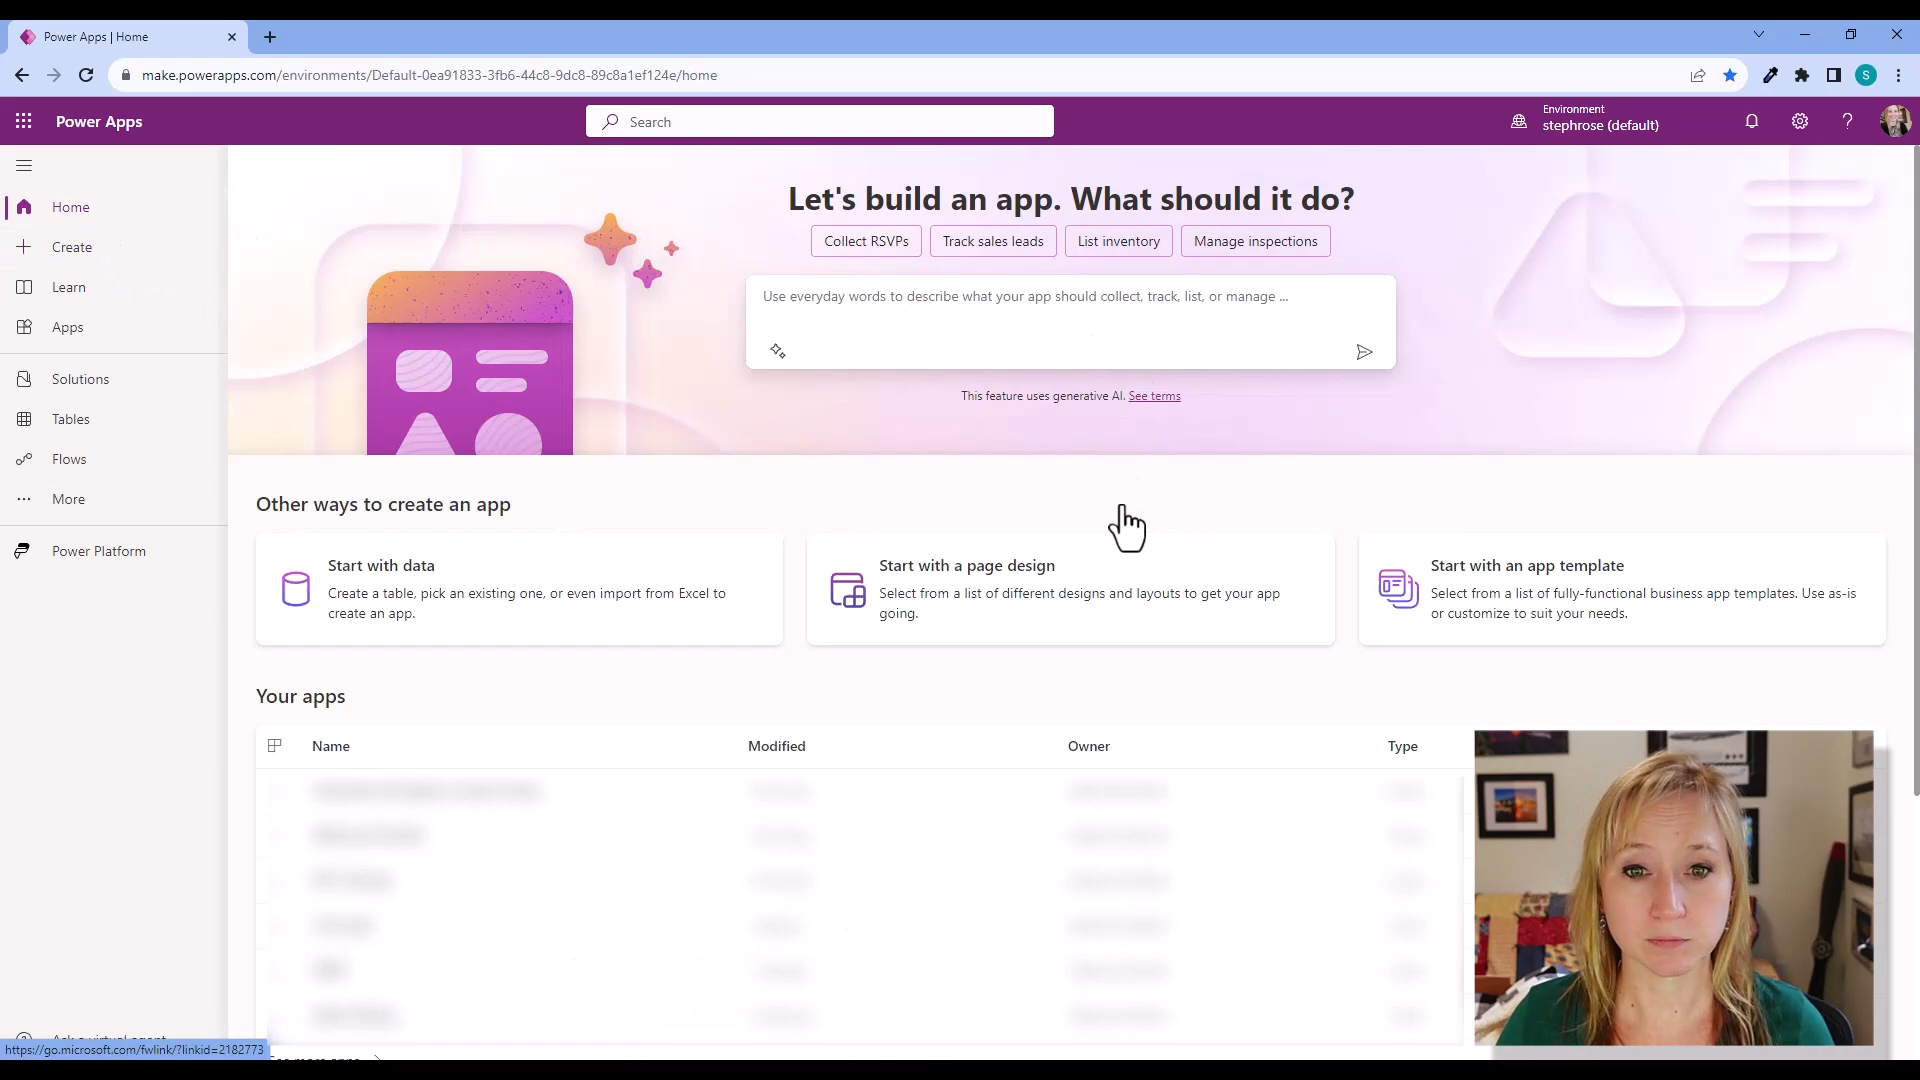 Power Apps | Home
make.powerapps.com/environments/Default-0ea91833-3fb6-44c8-9dc8-89c8a1ef124e/home
S
Power Apps
Search
Environment
stephrose (default)
Home
Create
Learn
Apps
Solutions
Tables
Flows
More
Power Platform
Let's build an app. What should it do?
Collect RSVPs
Track sales leads
List inventory
Manage inspections
Use everyday words to describe what your app should collect, track, list, or manage ...
This feature uses generative AI. See terms
Other ways to create an app
Start with data
Create a table, pick an existing one, or even import from Excel to
create an app.
Start with a page design
Select from a list of different designs and layouts to get your app
going.
Start with an app template
Select from a list of fully-functional business app templates. Use as-is
or customize to suit your needs.
Your apps
Name
Modified
Owner
Type
Ask a virtual agent
https://go.microsoft.com/fwlink/?linkid=2182773